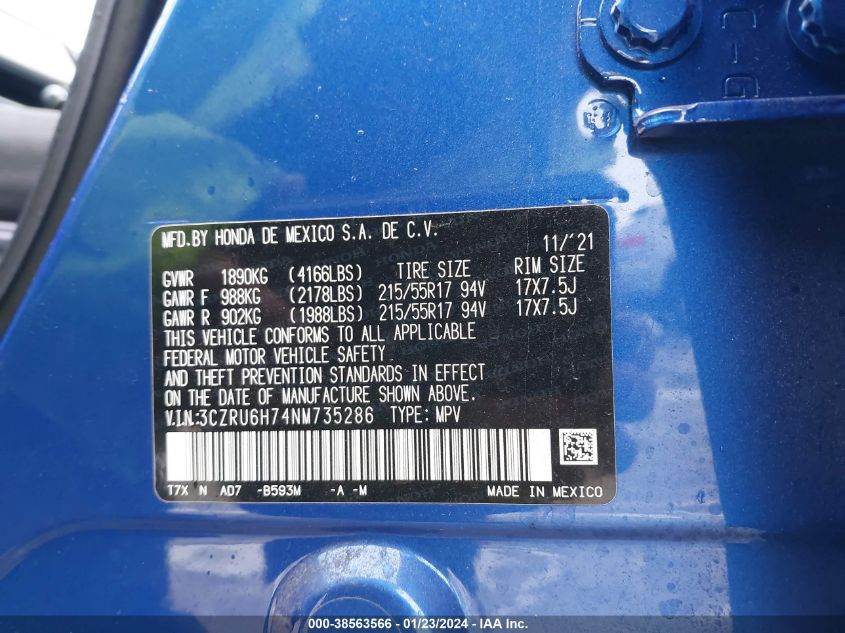 C-G
MFD.BY HONDA DE MEXICO S.A. DE C.V. 11/'21
GVWR 1890KG (4166LBS) TIRE SIZE RIM SIZE
GAWR F 988KG (2178LBS) 215/55R17 94V 17X7.5J
GAWR R 902KG (1988LBS) 215/55R17 94V 17X7.5J
THIS VEHICLE CONFORMS TO ALL APPLICABLE
FEDERAL MOTOR VEHICLE SAFETY
AND THEFT PREVENTION STANDARDS IN EFFECT
ON THE DATE OF MANUFACTURE SHOWN ABOVE.
V.I.N.:3CZRU6H74NM735286 TYPE: MPV
T7X N AD7 -B593M -A -M MADE IN MEXICO
000-38563566 - 01/23/2024 - IAA Inc.